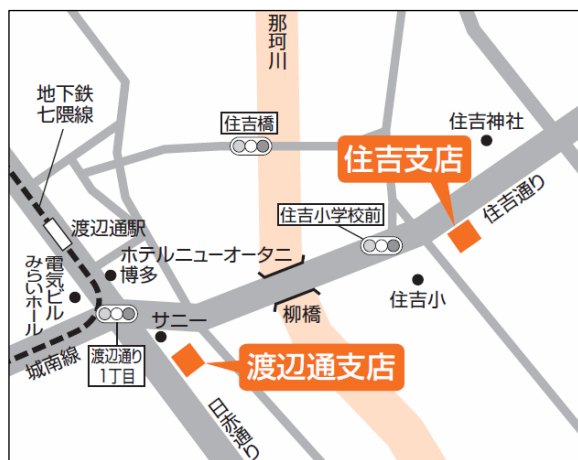 那珂川
地下鉄
七隈線
住吉橋
住吉神社
住吉支店
住吉通り
住吉小学校前
渡辺通駅
ホテルニューオータニ
博多
電気ビル
みらいホール
住吉小
柳橋
サニー
城南線
渡辺通り
1丁目
渡辺通支店
日赤通り